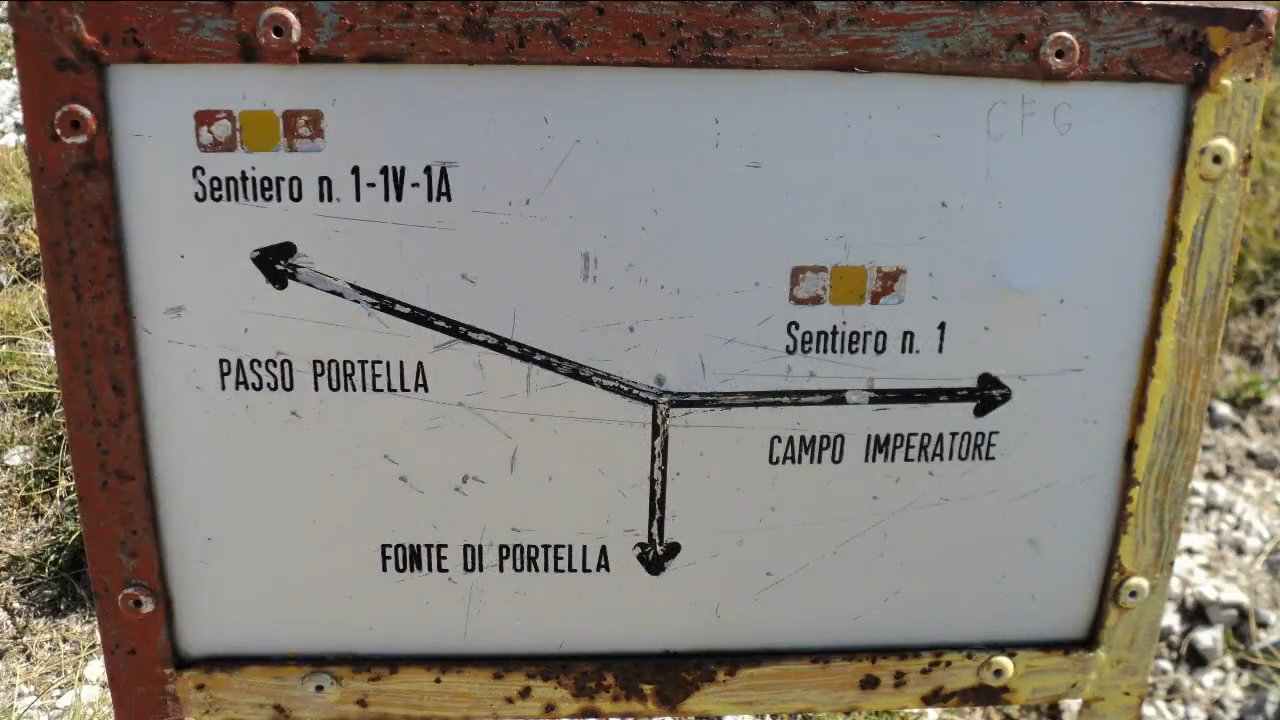 CFG
Sentiero n. 1-1V-1A
Sentiero n. 1
PASSO PORTELLA
CAMPO IMPERATORE
FONTE DI PORTELLA